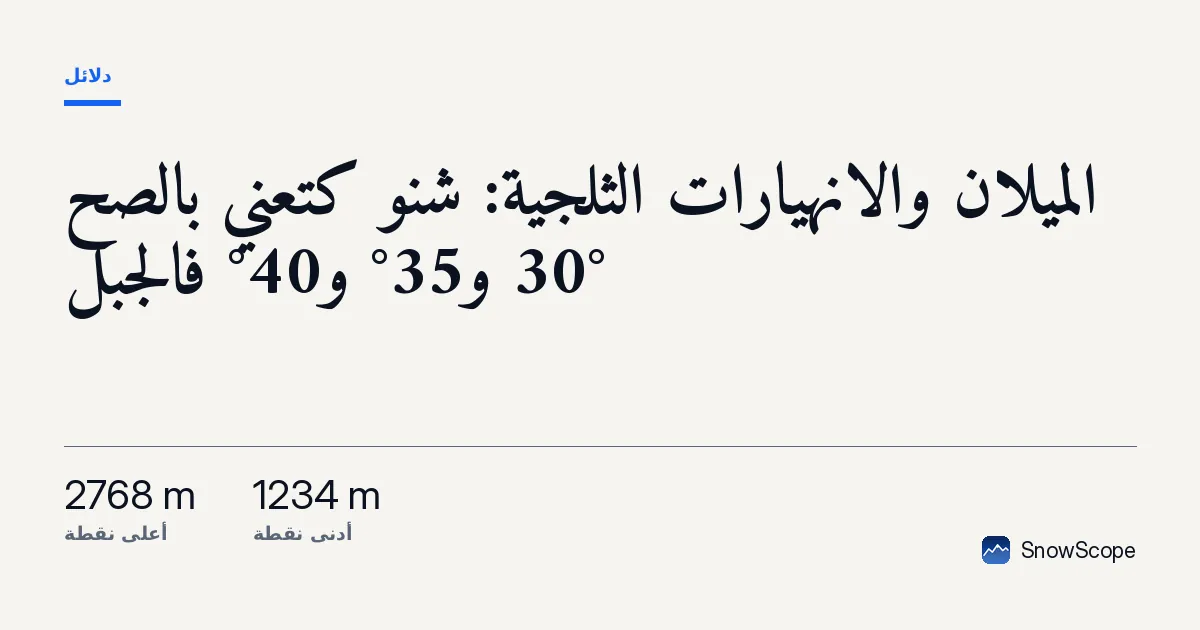 دلائل
الميلان والانهيارات الثلجية: شنو كتعني بالصح
30° و35° و40° فالجبل
2768 m
أعلى نقطة
1234 m
أدنى نقطة
SnowScope